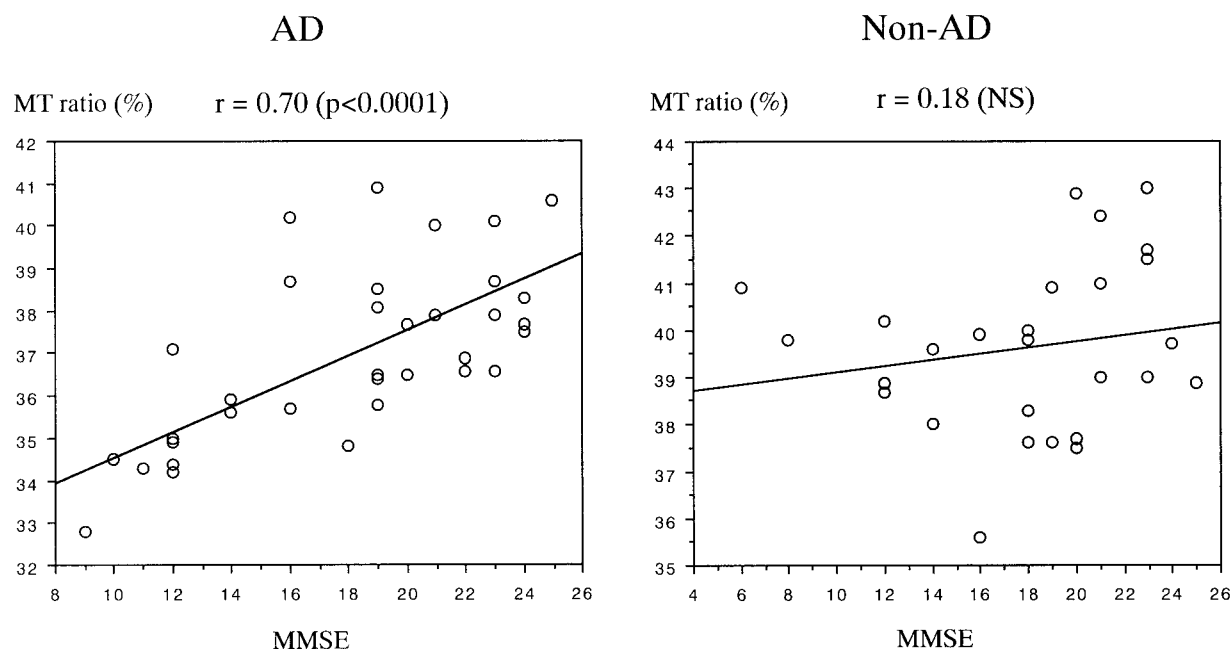 AD
Non-AD
MT ratio (%) r = 0.70 (p<0.0001)
MT ratio (%) r = 0.18 (NS)
42
41
40
39
38
37
36
35
34
33
32
8 10 12 14 16 18 20 22 24 26
MMSE
44
43
42
41
40
39
38
37
36
35
4 6 8 10 12 14 16 18 20 22 24 26
MMSE